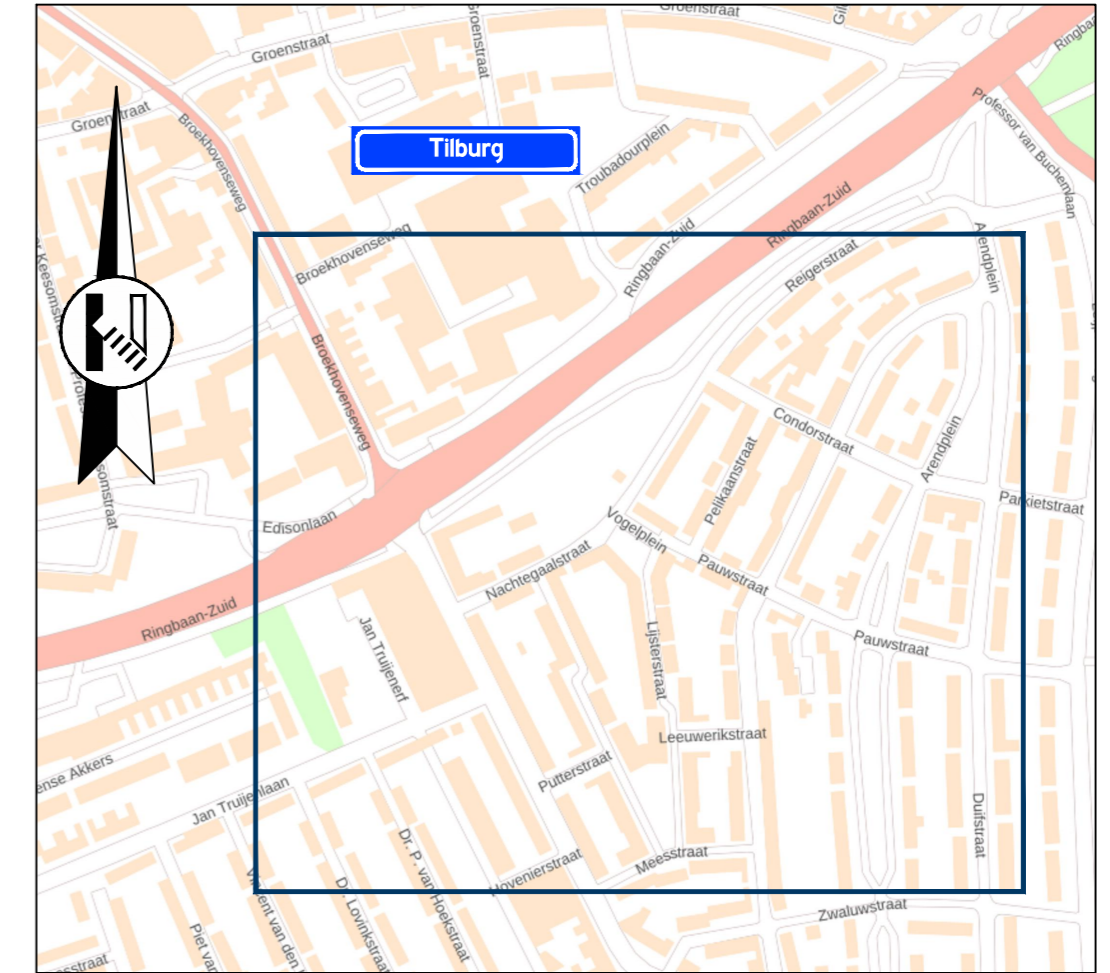 Groenstraat
Groenstraat
Groenstraat
Groenstraat
Ringbaan-Zuid
Broekhovenseweg
Tilburg
Troubadourplein
Professor van Buchemlaan
Broekhovenseweg
Ringbaan-Zuid
Ringbaan-Zuid
Arendplein
Reigerstraat
Broekhovenseweg
Condorstraat
Arendplein
Pelikaanstraat
Parkietstraat
Edisonlaan
Vogelplein
Nachtegaalstraat
Pauwstraat
Ringbaan-Zuid
Jan Truijenerf
Lijsterstraat
Pauwstraat
Leeuwerikstraat
Putterstraat
Jan Truijenlaan
Duifstraat
Dr. P. van Hoekstraat
Meesstraat
Hovenierstraat
Dr. Lovinkstraat
Zwaluwstraat